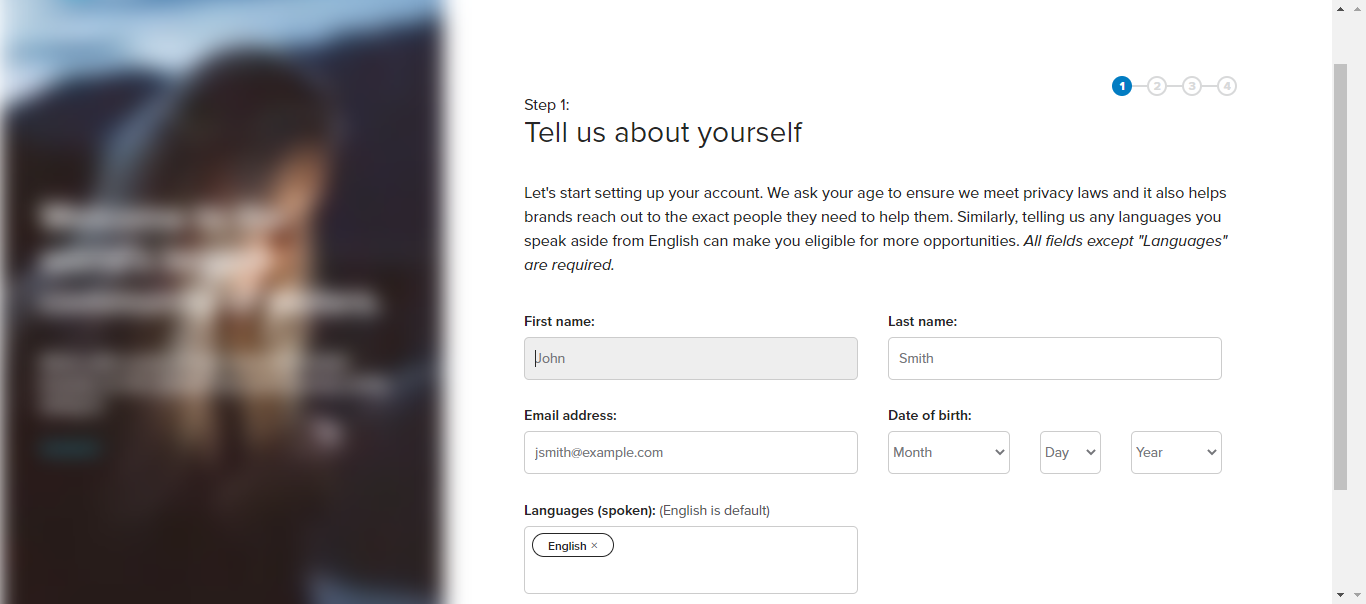 1 2 3 4
Step 1:
Tell us about yourself
Let's start setting up your account. We ask your age to ensure we meet privacy laws and it also helps
brands reach out to the exact people they need to help them. Similarly, telling us any languages you
speak aside from English can make you eligible for more opportunities. All fields except "Languages"
are required.
First name: Last name:
John Smith
Email address: Date of birth:
jsmith@example.com Month Day Year
Languages (spoken): (English is default)
English ×